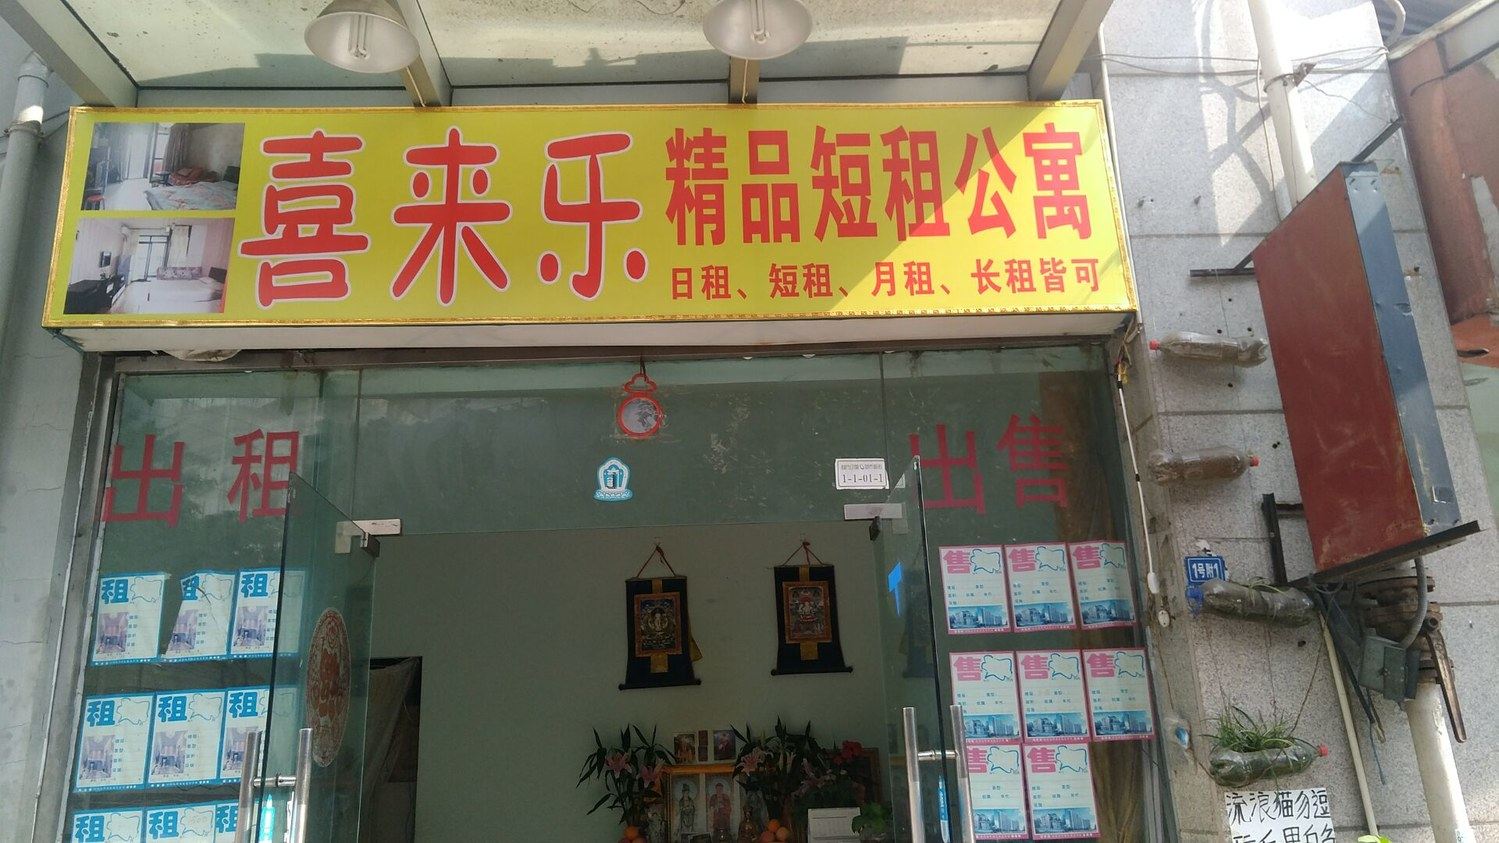 喜来乐
精品短租公寓
日租、短租、月租、长租皆可
出租
出售
1-1-01-1
租
租
租
售
售
售
1号附1
租
租
租
售
售
售
售
售
租
租
租
流浪猫勿逗